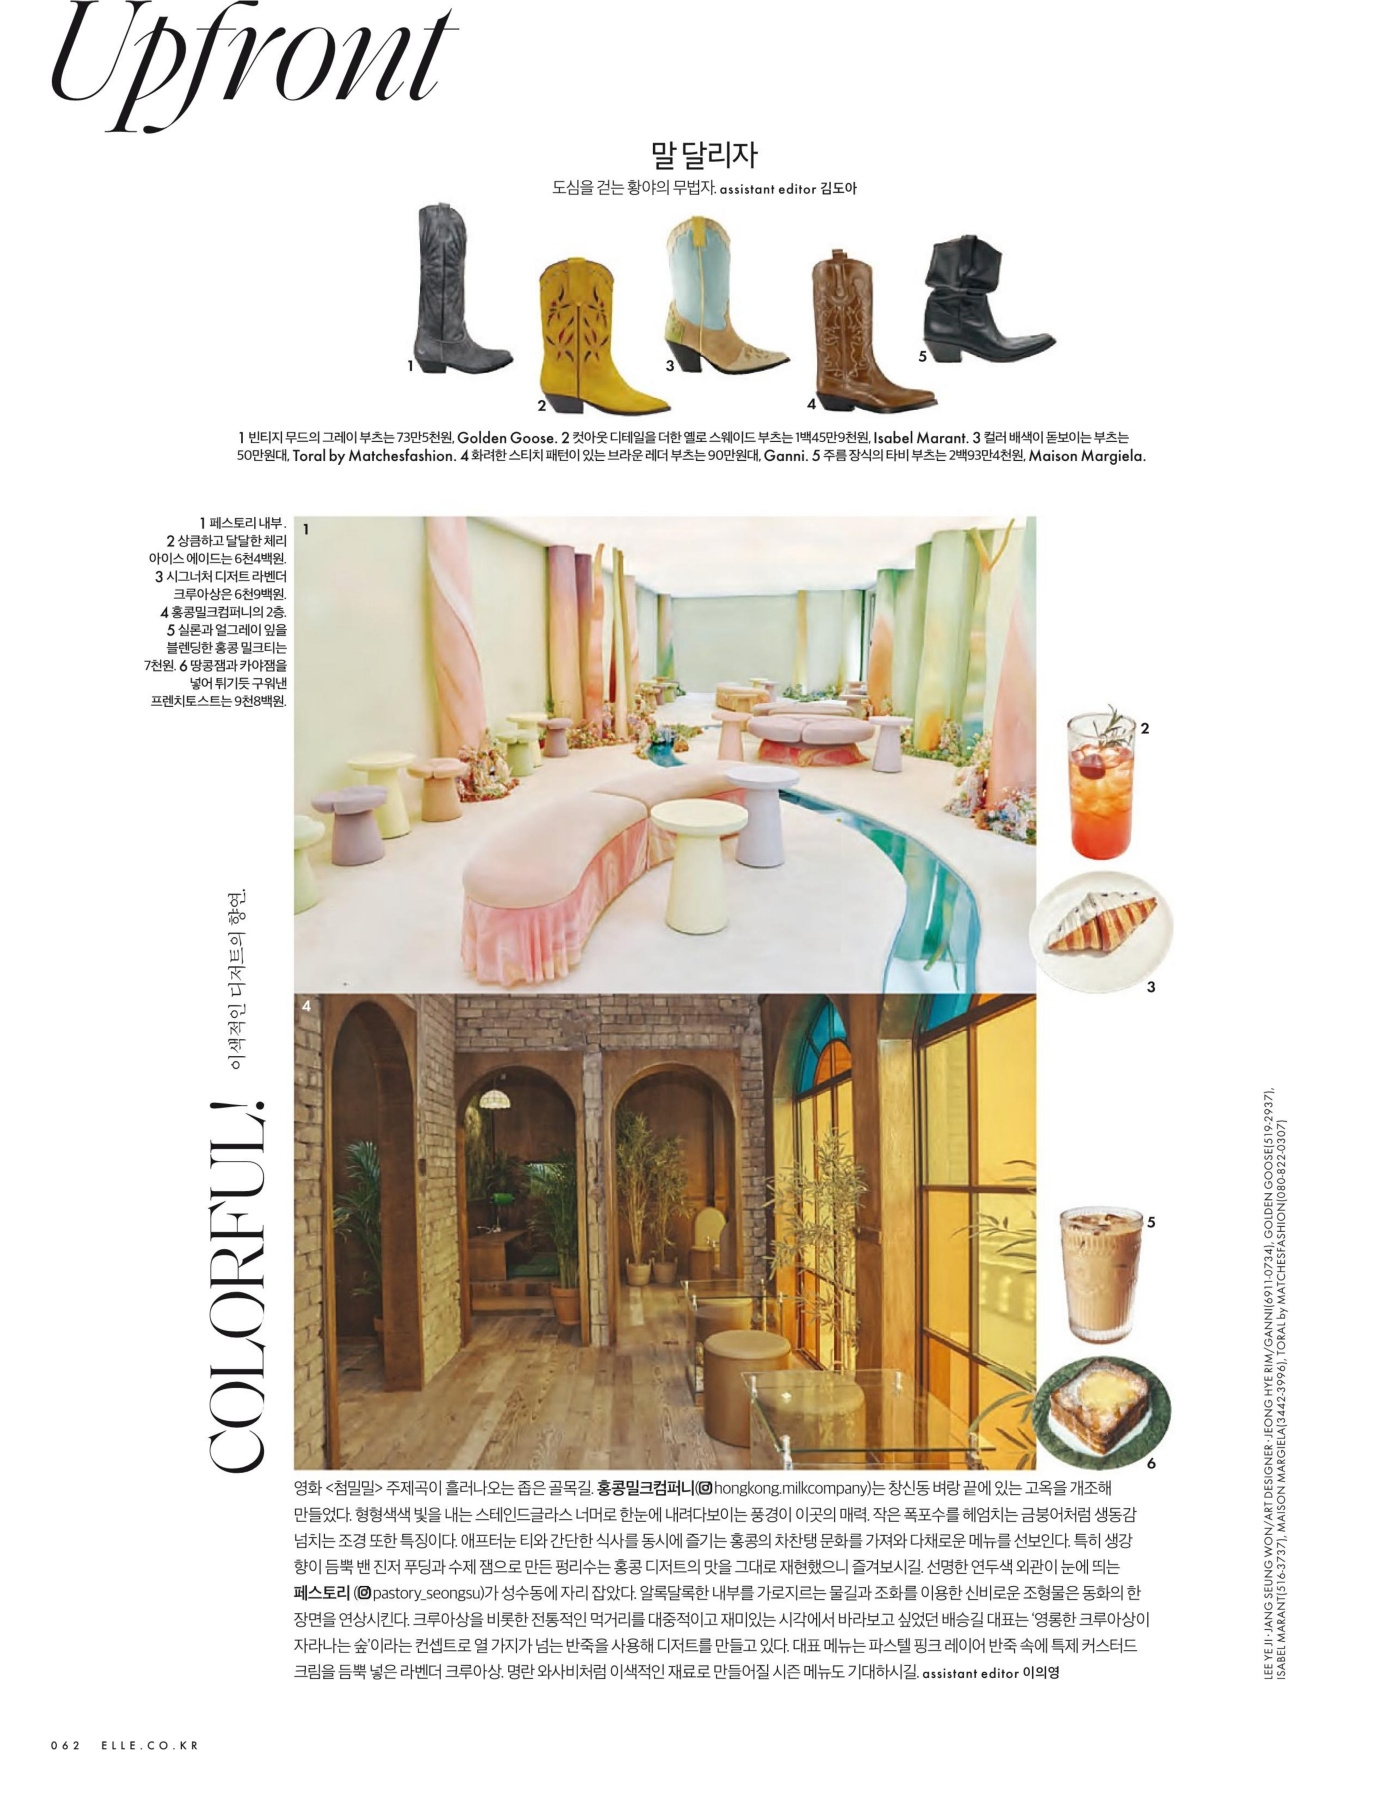 Upfront
말 달리자
도심을 걷는 황야의 무법자. assistant editor 김도아
1
2
3
4
5
1 빈티지 무드의 그레이 부츠는 73만5천원, Golden Goose. 2 컷아웃 디테일을 더한 옐로 스웨이드 부츠는 1백45만9천원, Isabel Marant. 3 컬러 배색이 돋보이는 부츠는
50만원대, Toral by Matchesfashion. 4 화려한 스티치 패턴이 있는 브라운 레더 부츠는 90만원대, Ganni. 5 주름 장식의 타비 부츠는 2백93만4천원, Maison Margiela.
1 페스토리 내부.
2 상큼하고 달달한 체리
아이스 에이드는 6천4백원.
3 시그너처 디저트 라벤더
크루아상은 6천9백원.
4 홍콩밀크컴퍼니의 2층.
5 실론과 얼그레이 잎을
블렌딩한 홍콩 밀크티는
7천원. 6 땅콩잼과 카야잼을
넣어 튀기듯 구워낸
프렌치토스트는 9천8백원.
1
2
3
4
5
6
COLORFUL!
이색적인 디저트의 향연.
영화 <첨밀밀> 주제곡이 흘러나오는 좁은 골목길. 홍콩밀크컴퍼니(hongkong.milkcompany)는 창신동 벼랑 끝에 있는 고옥을 개조해
만들었다. 형형색색 빛을 내는 스테인드글라스 너머로 한눈에 내려다보이는 풍경이 이곳의 매력. 작은 폭포수를 헤엄치는 금붕어처럼 생동감
넘치는 조경 또한 특징이다. 애프터눈 티와 간단한 식사를 동시에 즐기는 홍콩의 차찬탱 문화를 가져와 다채로운 메뉴를 선보인다. 특히 생강
향이 듬뿍 밴 진저 푸딩과 수제 잼으로 만든 펑리수는 홍콩 디저트의 맛을 그대로 재현했으니 즐겨보시길. 선명한 연두색 외관이 눈에 띄는
페스토리 (pastory_seongsu)가 성수동에 자리 잡았다. 알록달록한 내부를 가로지르는 물길과 조화를 이용한 신비로운 조형물은 동화의 한
장면을 연상시킨다. 크루아상을 비롯한 전통적인 먹거리를 대중적이고 재미있는 시각에서 바라보고 싶었던 배승길 대표는 '영롱한 크루아상이
자라나는 숲'이라는 컨셉트로 열 가지가 넘는 반죽을 사용해 디저트를 만들고 있다. 대표 메뉴는 파스텔 핑크 레이어 반죽 속에 특제 커스터드
크림을 듬뿍 넣은 라벤더 크루아상. 명란 와사비처럼 이색적인 재료로 만들어질 시즌 메뉴도 기대하시길. assistant editor 이의영
LEE YE JI · JANG SEUNG WON/ART DESIGNER · JEONG HYE RIM/GANNI(6911-0734), GOLDEN GOOSE(519-2937),
ISABEL MARANT(516-3737), MAISON MARGIELA(3442-3996), TORAL by MATCHESFASHION(080-822-0307)
062 ELLE.CO.KR